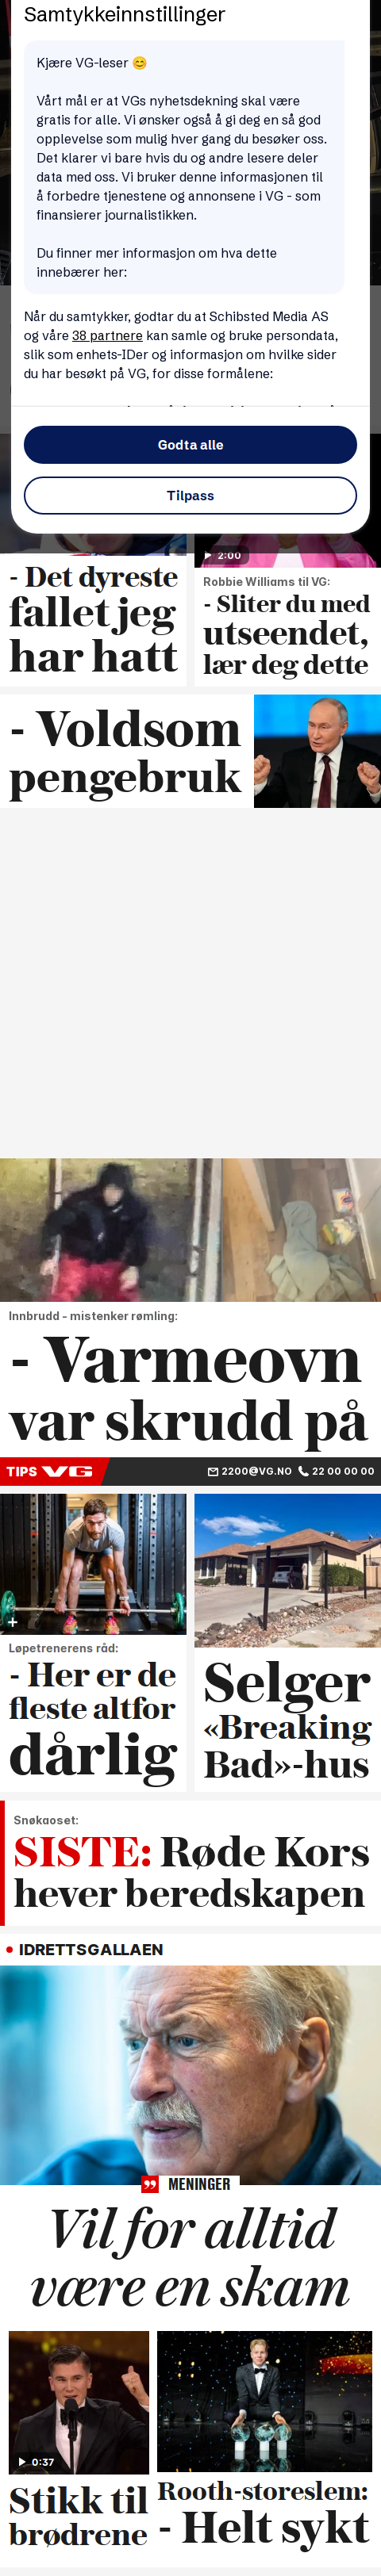 Samtykkeinnstillinger
Kjære VG-leser 😊
Vårt mål er at VGs nyhetsdekning skal være
gratis for alle. Vi ønsker også å gi deg en så god
opplevelse som mulig hver gang du besøker oss.
Det klarer vi bare hvis du og andre lesere deler
data med oss. Vi bruker denne informasjonen til
å forbedre tjenestene og annonsene i VG - som
finansierer journalistikken.
Du finner mer informasjon om hva dette
innebærer her:
Når du samtykker, godtar du at Schibsted Media AS
og våre 38 partnere kan samle og bruke persondata,
slik som enhets-IDer og informasjon om hvilke sider
du har besøkt på VG, for disse formålene:
Godta alle
Tilpass
- Det dyreste
fallet jeg
har hatt
2:00
Robbie Williams til VG:
- Sliter du med
utseendet,
lær deg dette
- Voldsom
pengebruk
Innbrudd - mistenker rømling:
- Varmeovn
var skrudd på
TIPS VG 2200@VG.NO 22 00 00 00
Løpetrenerens råd:
- Her er de
fleste altfor
dårlig
Selger
«Breaking
Bad»-hus
Snøkaoset:
SISTE: Røde Kors
hever beredskapen
IDRETTSGALLAEN
MENINGER
Vil for alltid
være en skam
0:37
Stikk til
brødrene
Rooth-storeslem:
- Helt sykt